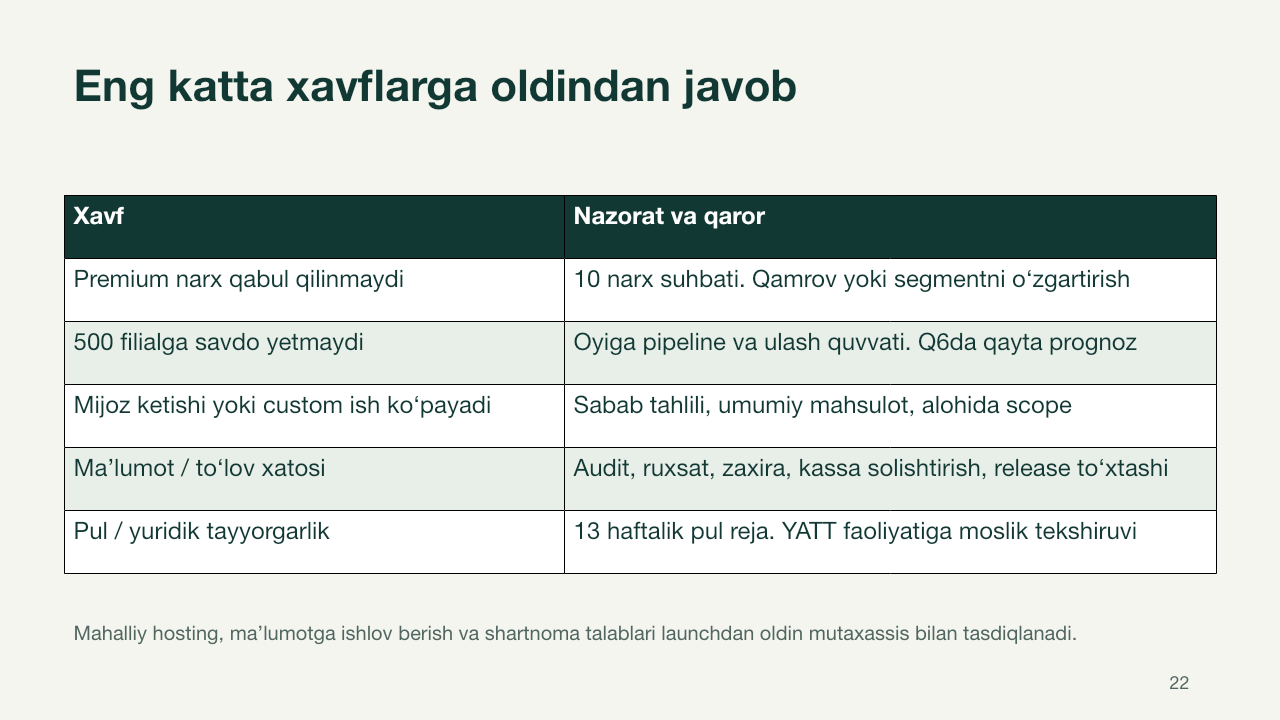 Eng katta xavflarga oldindan javob
Xavf
Nazorat va qaror
Premium narx qabul qilinmaydi
10 narx suhbati. Qamrov yoki segmentni o‘zgartirish
500 filialga savdo yetmaydi
Oyiga pipeline va ulash quvvati. Q6da qayta prognoz
Mijoz ketishi yoki custom ish ko‘payadi
Sabab tahlili, umumiy mahsulot, alohida scope
Ma’lumot / to‘lov xatosi
Audit, ruxsat, zaxira, kassa solishtirish, release to‘xtashi
Pul / yuridik tayyorgarlik
13 haftalik pul reja. YATT faoliyatiga moslik tekshiruvi
Mahalliy hosting, ma’lumotga ishlov berish va shartnoma talablari launchdan oldin mutaxassis bilan tasdiqlanadi.
22